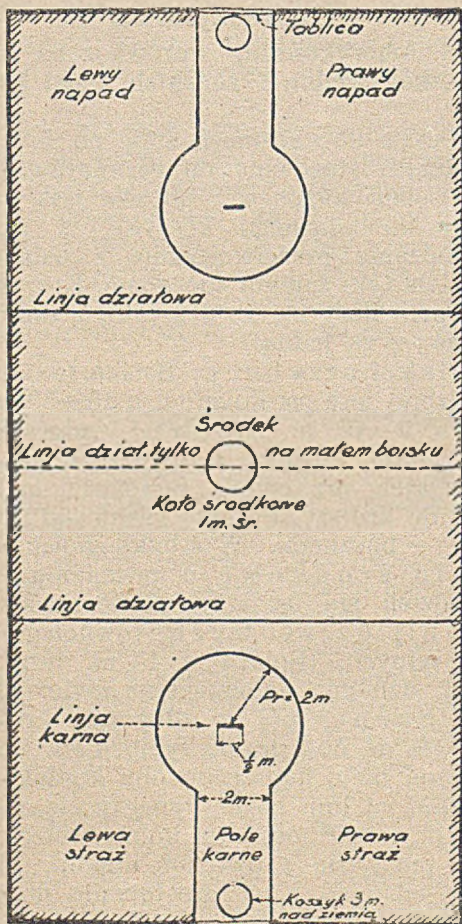 Tablica
Lewy
napad
Prawy
napad
Linja działowa
Środek
Linja dział. tylko na małem boisku
Koło środkowe
1m. śr.
Linja działowa
Pr = 2m
Linja
karna
½ m.
2m.
Lewa
straż
Pole
karne
Prawa
straż
Koszyk 3 m.
nad ziemią